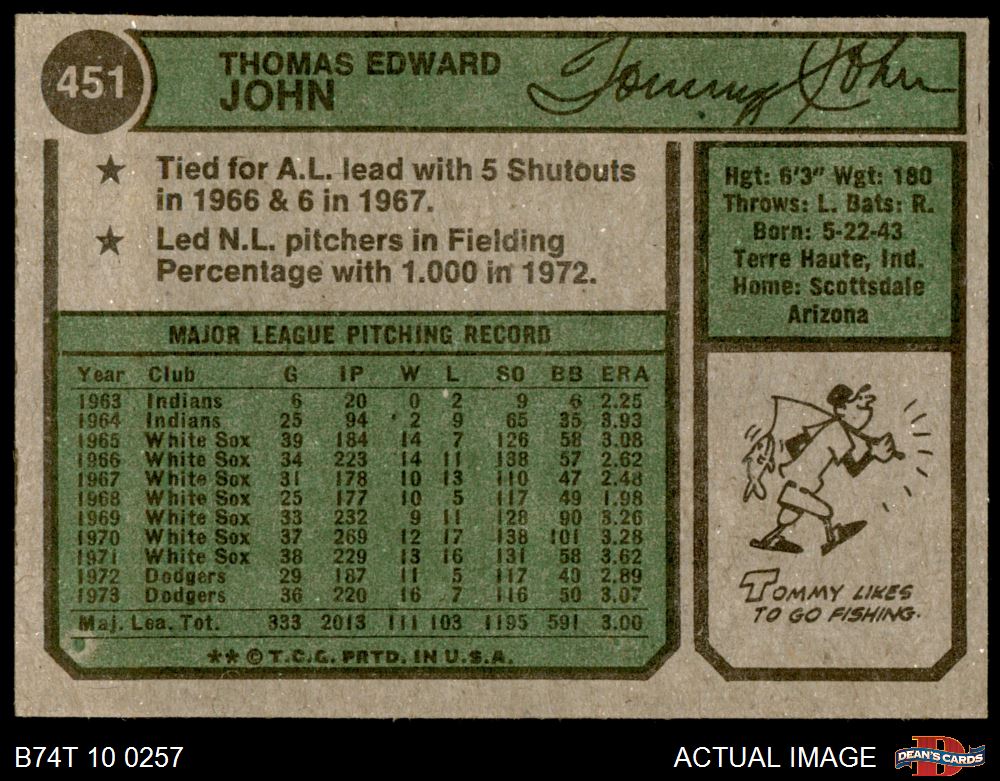 451
THOMAS EDWARD
JOHN
Tommy John
★ Tied for A.L. lead with 5 Shutouts
in 1966 & 6 in 1967.
★ Led N.L. pitchers in Fielding
Percentage with 1.000 in 1972.
Hgt: 6'3" Wgt: 180
Throws: L. Bats: R.
Born: 5-22-43
Terre Haute, Ind.
Home: Scottsdale
Arizona
MAJOR LEAGUE PITCHING RECORD
Year Club G IP W L SO BB ERA
1963 Indians 6 20 0 2 9 6 2.25
1964 Indians 25 94 2 9 65 35 3.93
1965 White Sox 39 184 14 7 126 58 3.08
1966 White Sox 34 223 14 11 138 57 2.62
1967 White Sox 31 178 10 13 110 47 2.48
1968 White Sox 25 177 10 5 117 49 1.98
1969 White Sox 33 232 9 11 128 90 3.26
1970 White Sox 37 269 12 17 138 101 3.28
1971 White Sox 38 229 13 16 131 58 3.62
1972 Dodgers 29 187 11 5 117 40 2.89
1973 Dodgers 36 220 16 7 116 50 3.07
Maj. Lea. Tot. 333 2013 111 103 1195 591 3.00
** © T.C.G. PRTD. IN U.S.A.
TOMMY LIKES
TO GO FISHING.
B74T 10 0257
ACTUAL IMAGE
D
DEAN'S CARDS